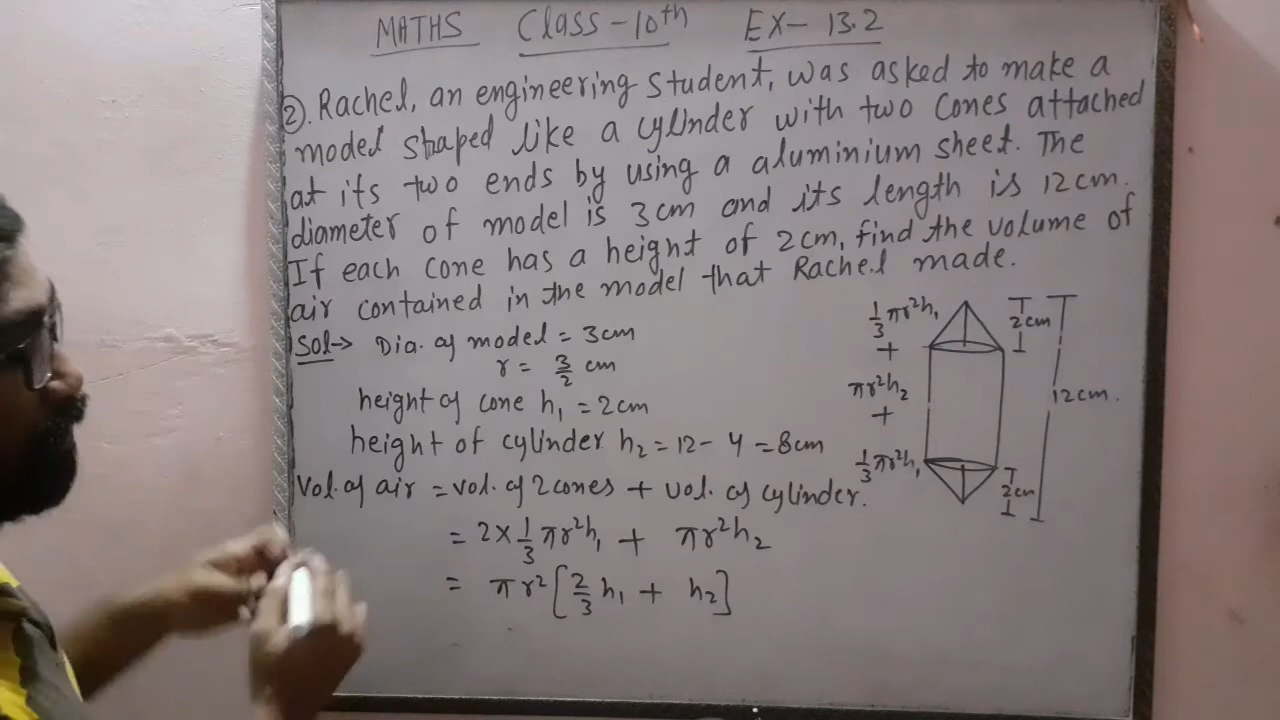 MATHS Class-10th EX- 13.2
②. Rachel, an engineering student, was asked to make a
model shaped like a cylinder with two cones attached
at its two ends by using a aluminium sheet. The
diameter of model is 3cm and its length is 12cm.
If each cone has a height of 2cm, find the volume of
air contained in the model that Rachel made.
Sol→ Dia. of model = 3cm
r = 3/2 cm
height of cone h₁ = 2cm
height of cylinder h₂ = 12- 4 = 8cm
Vol. of air = vol. of 2 cones + vol. of cylinder.
= 2×1/3 πr²h₁ + πr²h₂
= πr² [2/3 h₁ + h₂]
1/3 πr²h₁
+
πr²h₂
+
1/3 πr²h₁
2cm
12cm.
2cm